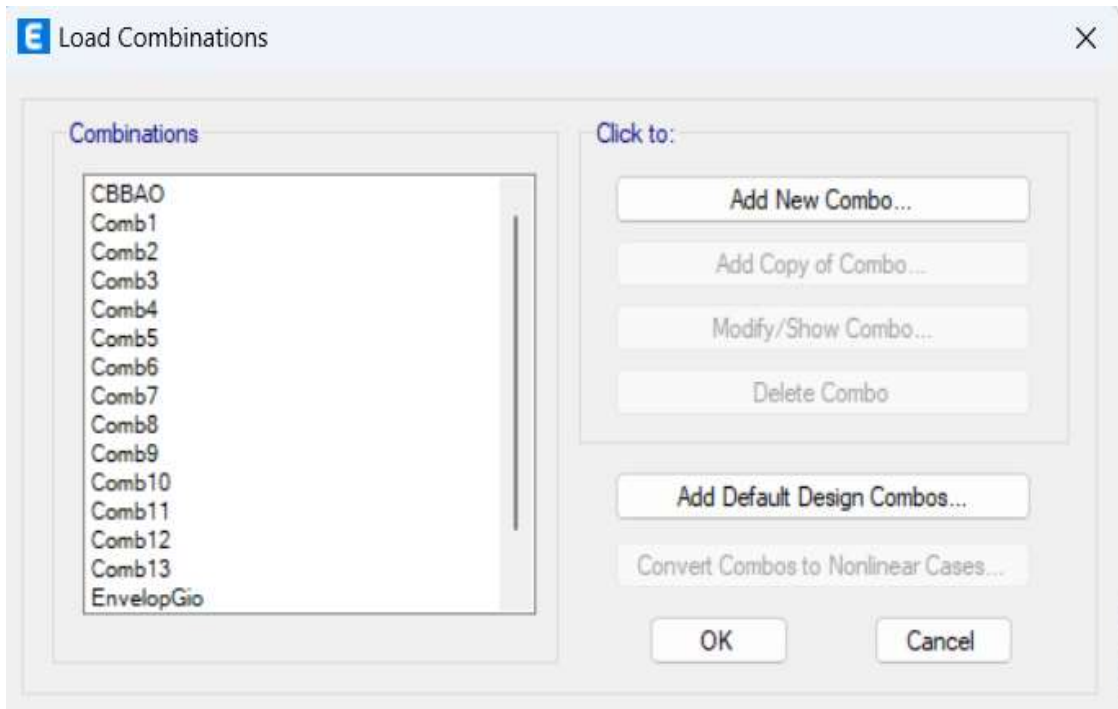 E Load Combinations
Combinations
CBBAO
Comb1
Comb2
Comb3
Comb4
Comb5
Comb6
Comb7
Comb8
Comb9
Comb10
Comb11
Comb12
Comb13
EnvelopGio
Click to:
Add New Combo...
Add Copy of Combo...
Modify/Show Combo...
Delete Combo
Add Default Design Combos...
Convert Combos to Nonlinear Cases...
OK
Cancel